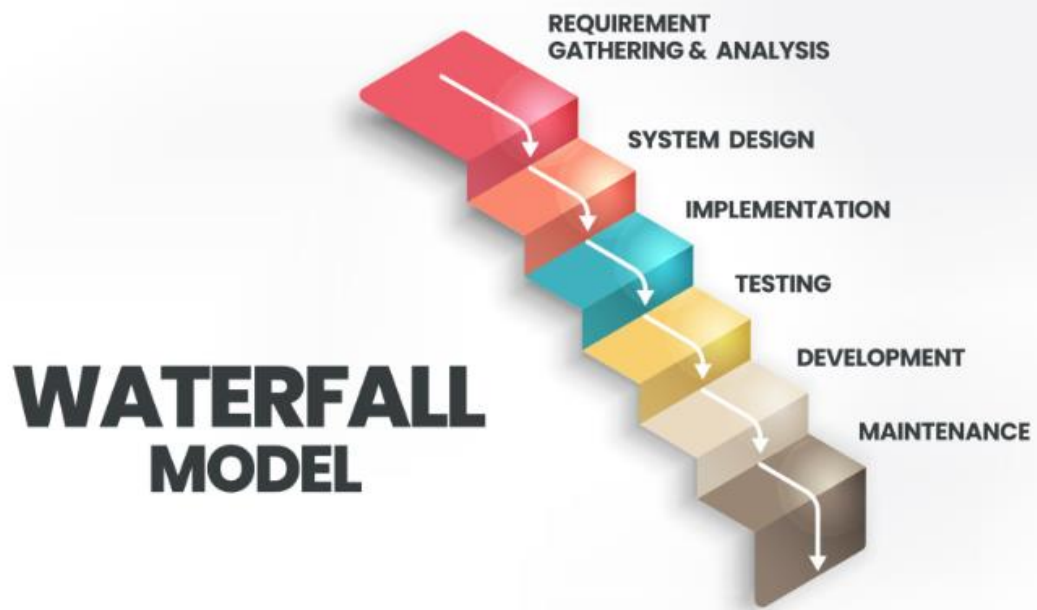 REQUIREMENT
GATHERING & ANALYSIS
SYSTEM DESIGN
IMPLEMENTATION
TESTING
DEVELOPMENT
MAINTENANCE
WATERFALL
MODEL